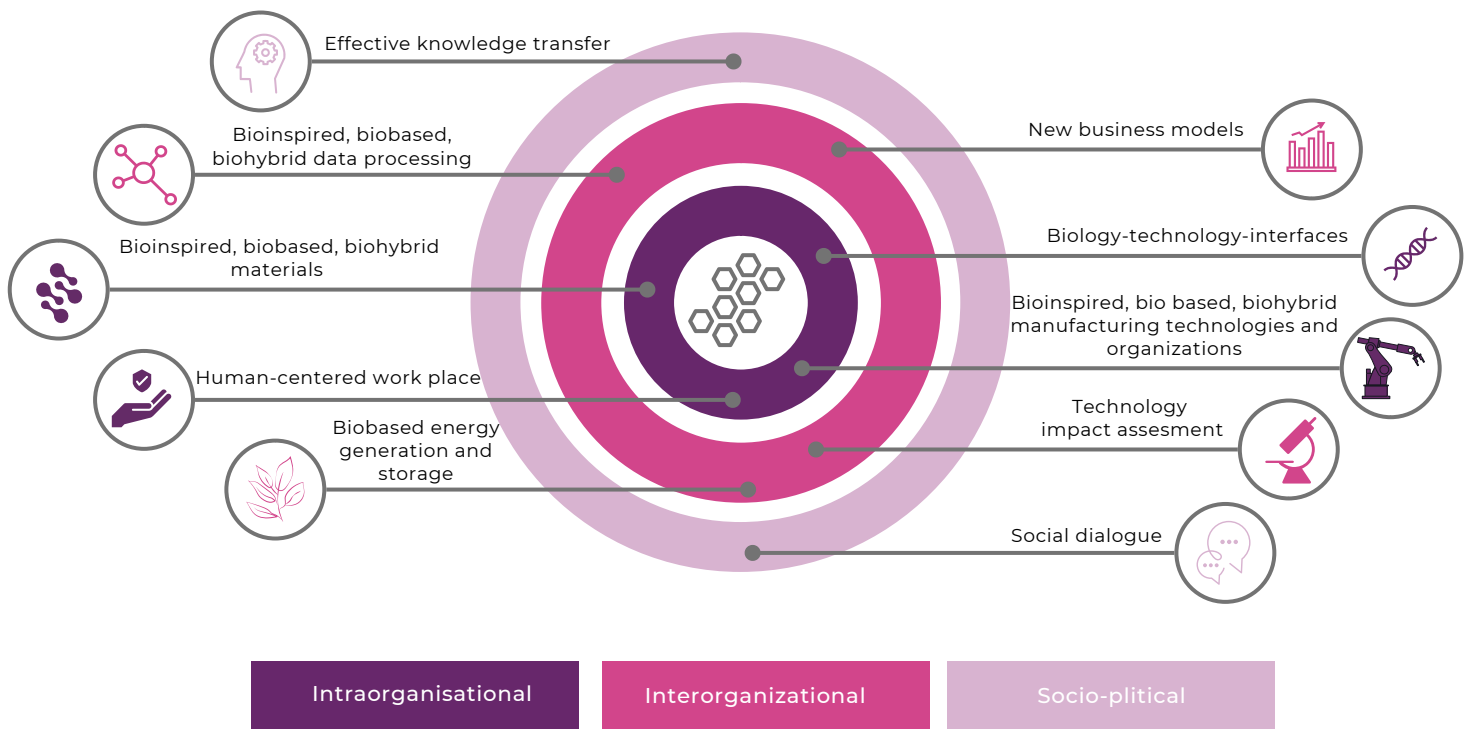 Effective knowledge transfer
Bioinspired, biobased,
biohybrid data processing
Bioinspired, biobased, biohybrid
materials
Human-centered work place
Biobased energy
generation and
storage
New business models
Biology-technology-interfaces
Bioinspired, bio based, biohybrid
manufacturing technologies and
organizations
Technology
impact assesment
Social dialogue
Intraorganisational
Interorganizational
Socio-plitical